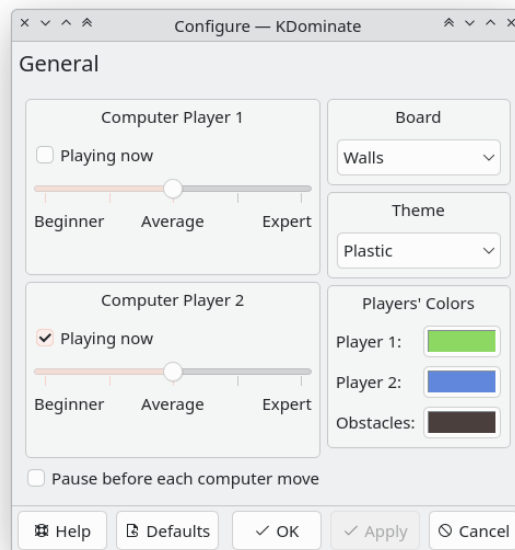 Configure — KDominate
General
Computer Player 1
Playing now
Beginner Average Expert
Computer Player 2
Playing now
Beginner Average Expert
Pause before each computer move
Board
Walls
Theme
Plastic
Players' Colors
Player 1:
Player 2:
Obstacles:
Help Defaults OK Apply Cancel